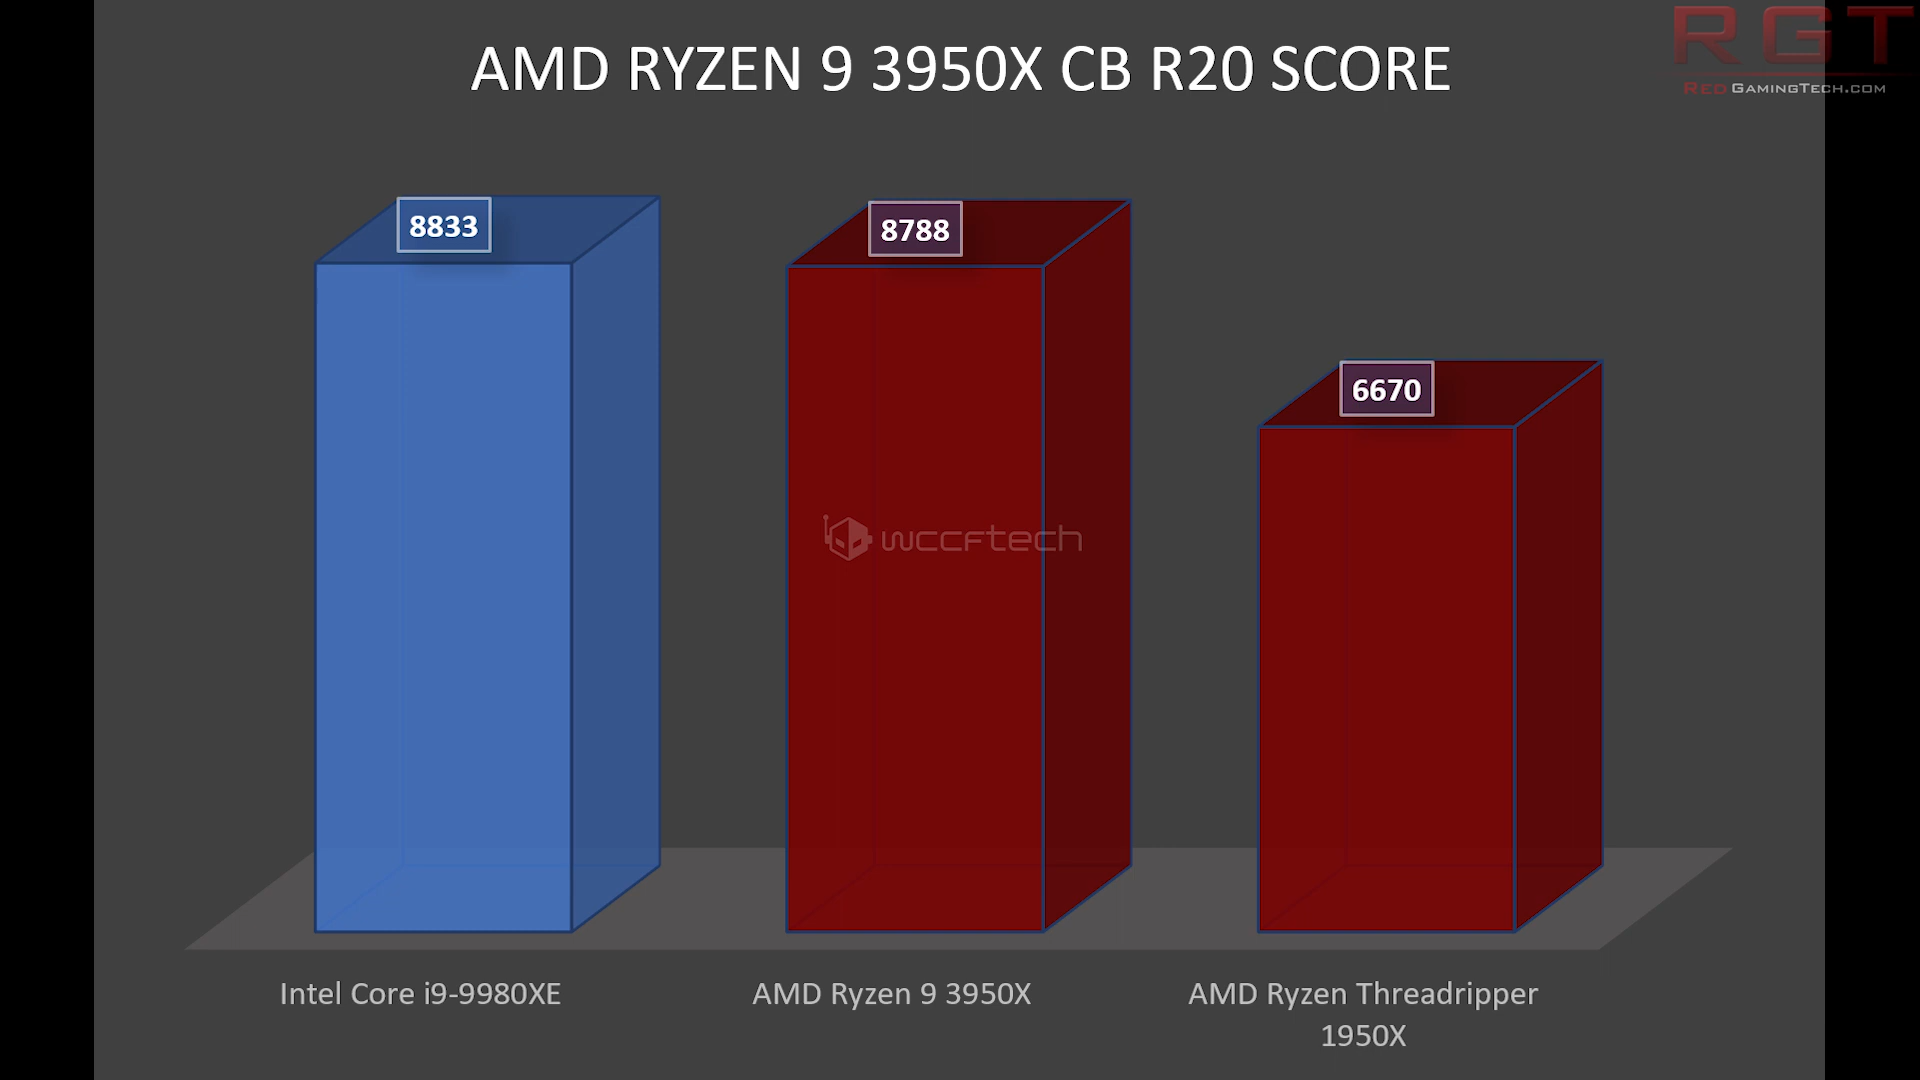 AMD RYZEN 9 3950X CB R20 SCORE
RGT
RED GAMINGTECH.COM
8833
8788
6670
wccftech
Intel Core i9-9980XE
AMD Ryzen 9 3950X
AMD Ryzen Threadripper
1950X